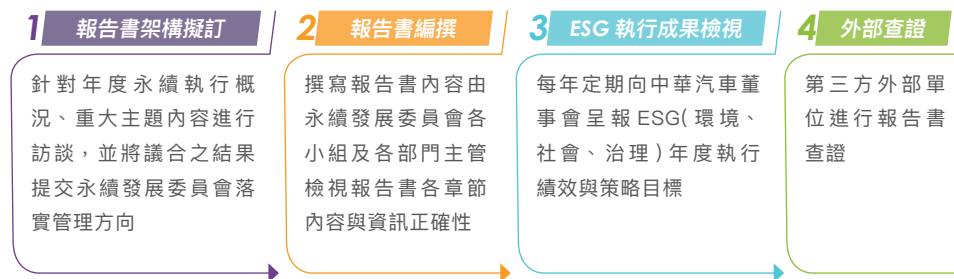 1 報告書架構擬訂
針對年度永續執行概
況、重大主題內容進行
訪談，並將議合之結果
提交永續發展委員會落
實管理方向
2 報告書編撰
撰寫報告書內容由
永續發展委員會各
小組及各部門主管
檢視報告書各章節
內容與資訊正確性
3 ESG 執行成果檢視
每年定期向中華汽車董
事會呈報 ESG( 環境、
社會、治理 ) 年度執行
績效與策略目標
4 外部查證
第三方外部單
位進行報告書
查證